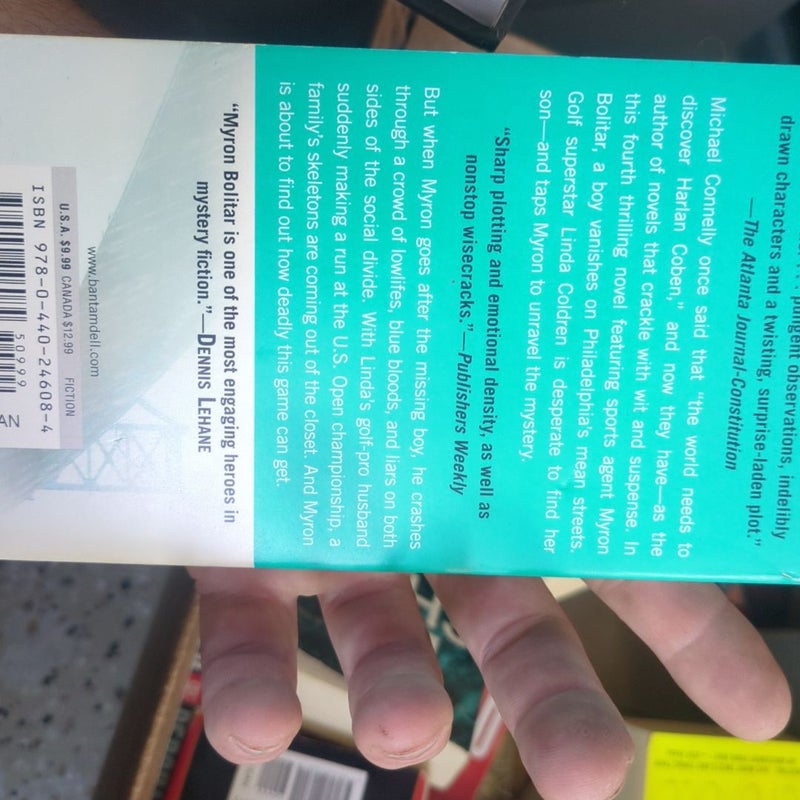 pungent observations, indelibly
drawn characters and a twisting, surprise-laden plot."
—The Atlanta Journal-Constitution
Michael Connelly once said that "the world needs to
discover Harlan Coben," and now they have—as the
author of novels that crackle with wit and suspense. In
this fourth thrilling novel featuring sports agent Myron
Bolitar, a boy vanishes on Philadelphia's mean streets.
Golf superstar Linda Coldren is desperate to find her
son—and taps Myron to unravel the mystery.
"Sharp plotting and emotional density, as well as
nonstop wisecracks."—Publishers Weekly
But when Myron goes after the missing boy, he crashes
through a crowd of lowlifes, blue bloods, and liars on both
sides of the social divide. With Linda's golf-pro husband
suddenly making a run at the U.S. Open championship, a
family's skeletons are coming out of the closet. And Myron
is about to find out how deadly this game can get.
"Myron Bolitar is one of the most engaging heroes in
mystery fiction."—DENNIS LEHANE
www.bantamdell.com
U.S.A. $9.99 CANADA $12.99 FICTION
ISBN 978-0-440-24608-4
50999
AN